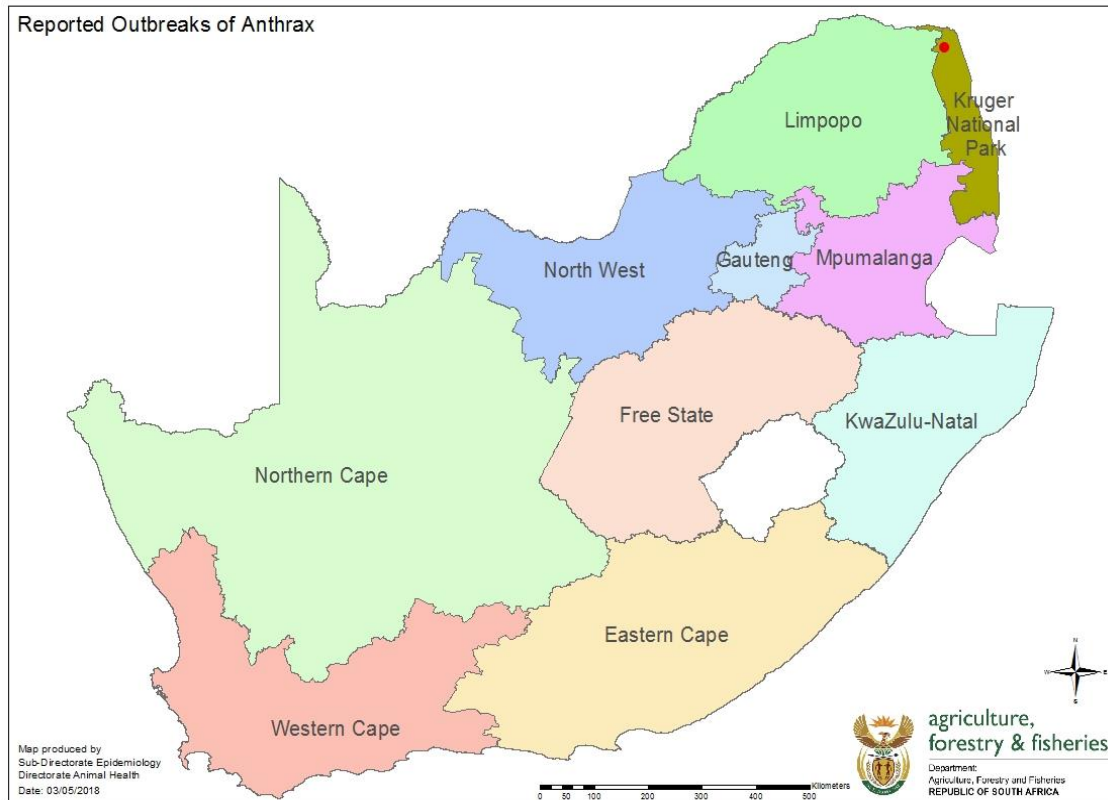 Reported Outbreaks of Anthrax
Limpopo
Kruger
National
Park
North West
Gauteng
Mpumalanga
Free State
KwaZulu-Natal
Northern Cape
Eastern Cape
Western Cape
N
W
E
S
Map produced by
Sub-Directorate Epidemiology
Directorate Animal Health
Date: 03/05/2018
Kilometers
0 50 100 200 300 400 500
agriculture,
forestry & fisheries
Department:
Agriculture, Forestry and Fisheries
REPUBLIC OF SOUTH AFRICA